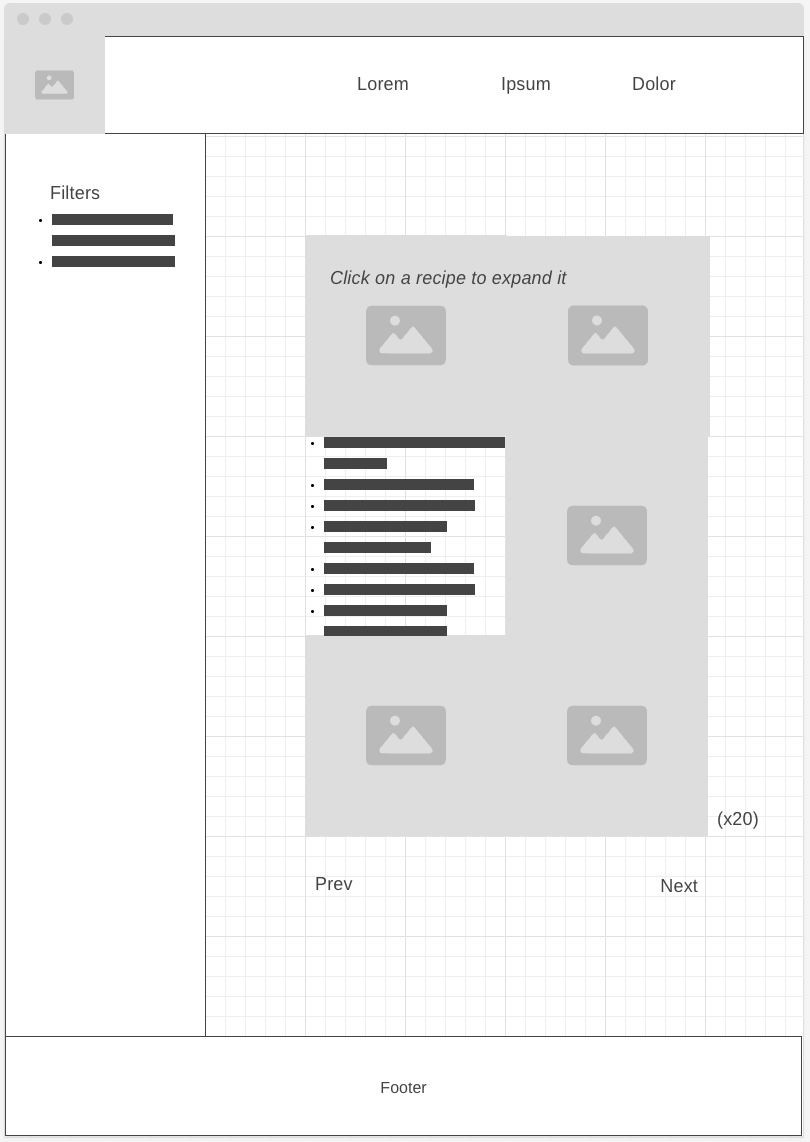 Lorem
Ipsum
Dolor
Filters
Click on a recipe to expand it
(x20)
Prev
Next
Footer